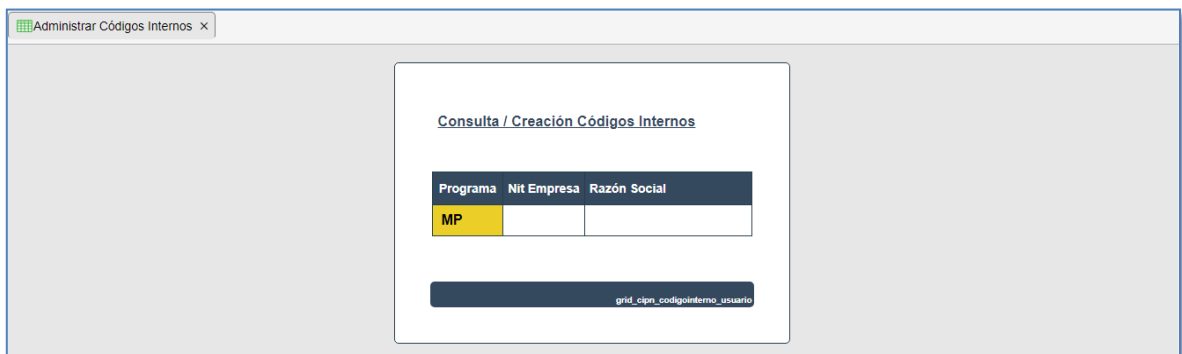 Administrar Códigos Internos ×
Consulta / Creación Códigos Internos
Programa Nit Empresa Razón Social
MP
grid_cipn_codigointerno_usuario